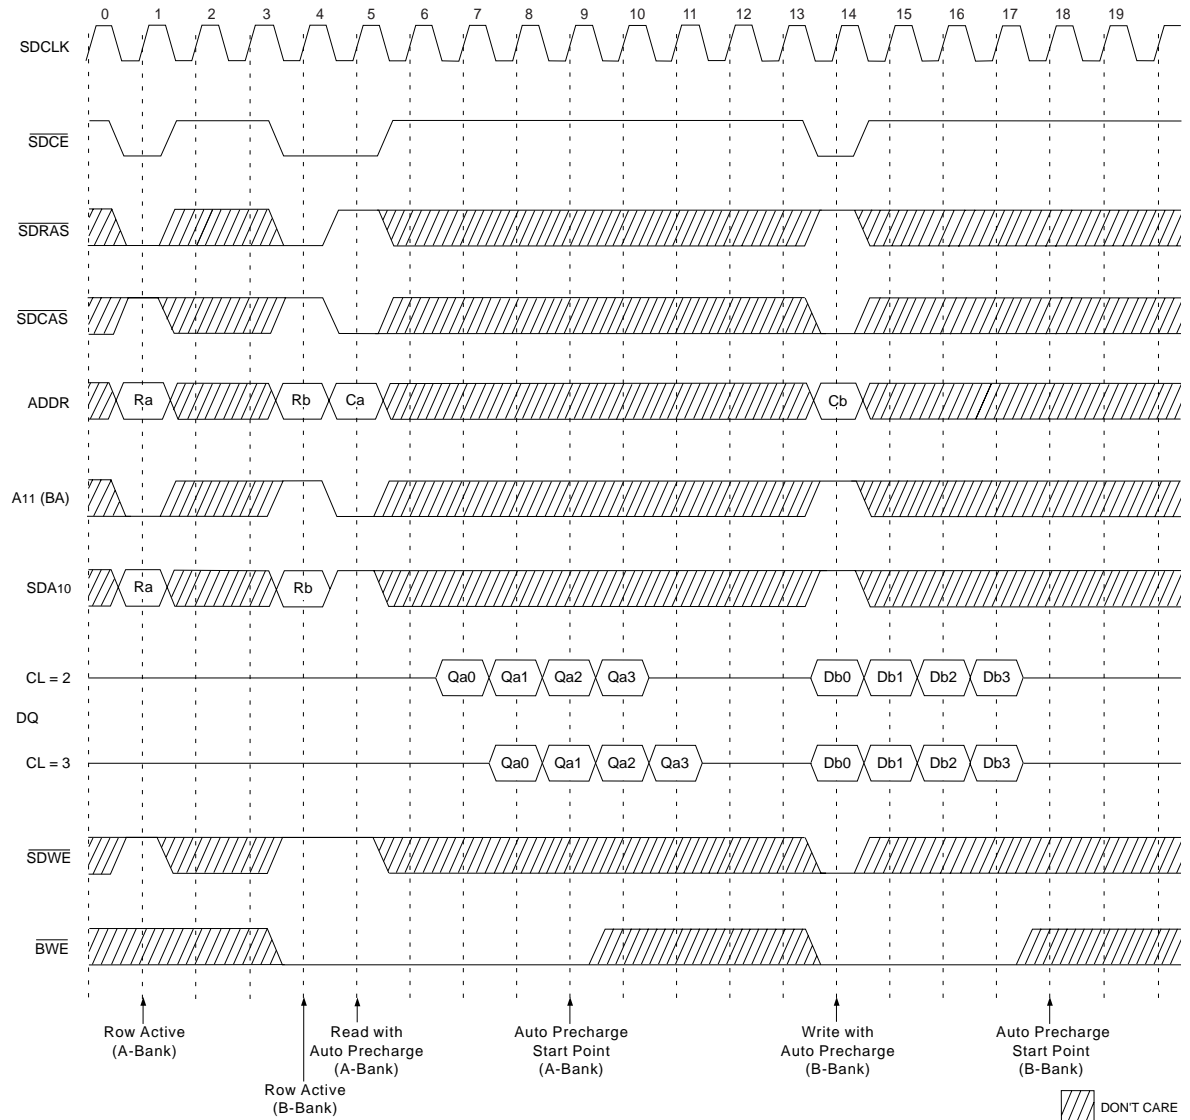 0 1 2 3 4 5 6 7 8 9 10 11 12 13 14 15 16 17 18 19
SDCLK
SDCE
SDRAS
SDCAS
ADDR Ra Rb Ca Cb
A11 (BA)
SDA10 Ra Rb
CL = 2 Qa0 Qa1 Qa2 Qa3 Db0 Db1 Db2 Db3
DQ
CL = 3 Qa0 Qa1 Qa2 Qa3 Db0 Db1 Db2 Db3
SDWE
BWE
Row Active
(A-Bank)
Row Active
(B-Bank)
Read with
Auto Precharge
(A-Bank)
Auto Precharge
Start Point
(A-Bank)
Write with
Auto Precharge
(B-Bank)
Auto Precharge
Start Point
(B-Bank)
DON'T CARE